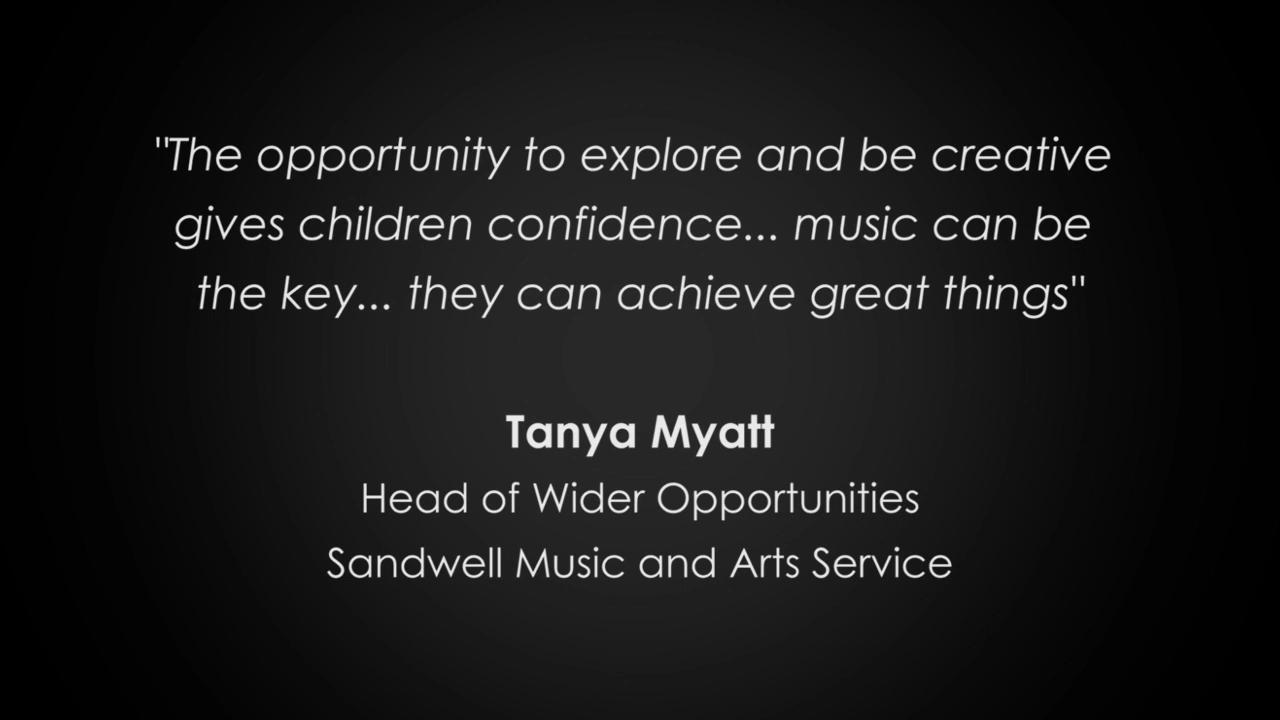 "The opportunity to explore and be creative
gives children confidence... music can be
the key... they can achieve great things"
Tanya Myatt
Head of Wider Opportunities
Sandwell Music and Arts Service